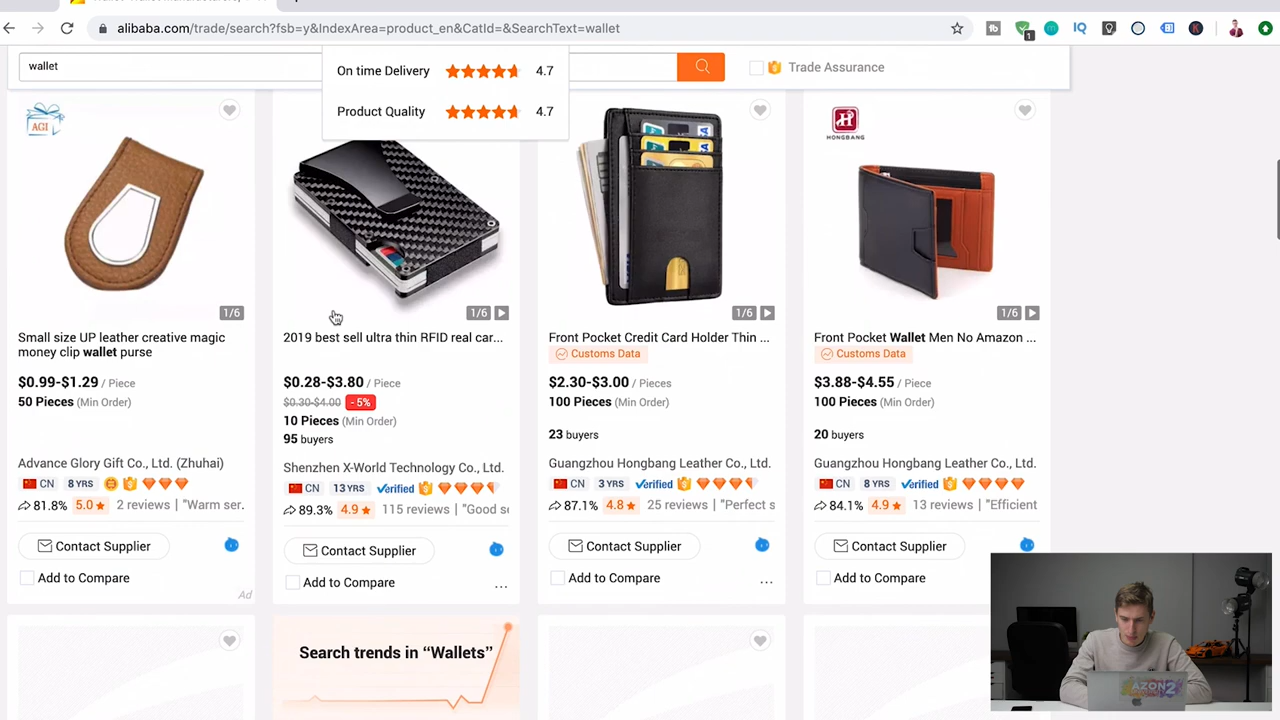 alibaba.com/trade/search?fsb=y&IndexArea=product_en&CatId=&SearchText=wallet
1
IQ
K
wallet
On time Delivery 4.7
Product Quality 4.7
Trade Assurance
AGI
HONGBANG
1/6
1/6
1/6
1/6
Small size UP leather creative magic
money clip wallet purse
$0.99-$1.29 / Piece
50 Pieces (Min Order)
Advance Glory Gift Co., Ltd. (Zhuhai)
CN 8 YRS
81.8% 5.0 2 reviews | "Warm ser.
Contact Supplier
Add to Compare
Ad
2019 best sell ultra thin RFID real car...
$0.28-$3.80 / Piece
$0.30-$4.00 - 5%
10 Pieces (Min Order)
95 buyers
Shenzhen X-World Technology Co., Ltd.
CN 13 YRS Verified
89.3% 4.9 115 reviews | "Good se
Contact Supplier
Add to Compare
...
Front Pocket Credit Card Holder Thin ...
Customs Data
$2.30-$3.00 / Pieces
100 Pieces (Min Order)
23 buyers
Guangzhou Hongbang Leather Co., Ltd.
CN 3 YRS Verified
87.1% 4.8 25 reviews | "Perfect s
Contact Supplier
Add to Compare
...
Front Pocket Wallet Men No Amazon ...
Customs Data
$3.88-$4.55 / Piece
100 Pieces (Min Order)
20 buyers
Guangzhou Hongbang Leather Co., Ltd.
CN 8 YRS Verified
84.1% 4.9 13 reviews | "Efficient
Contact Supplier
Add to Compare
Search trends in “Wallets”
AZON